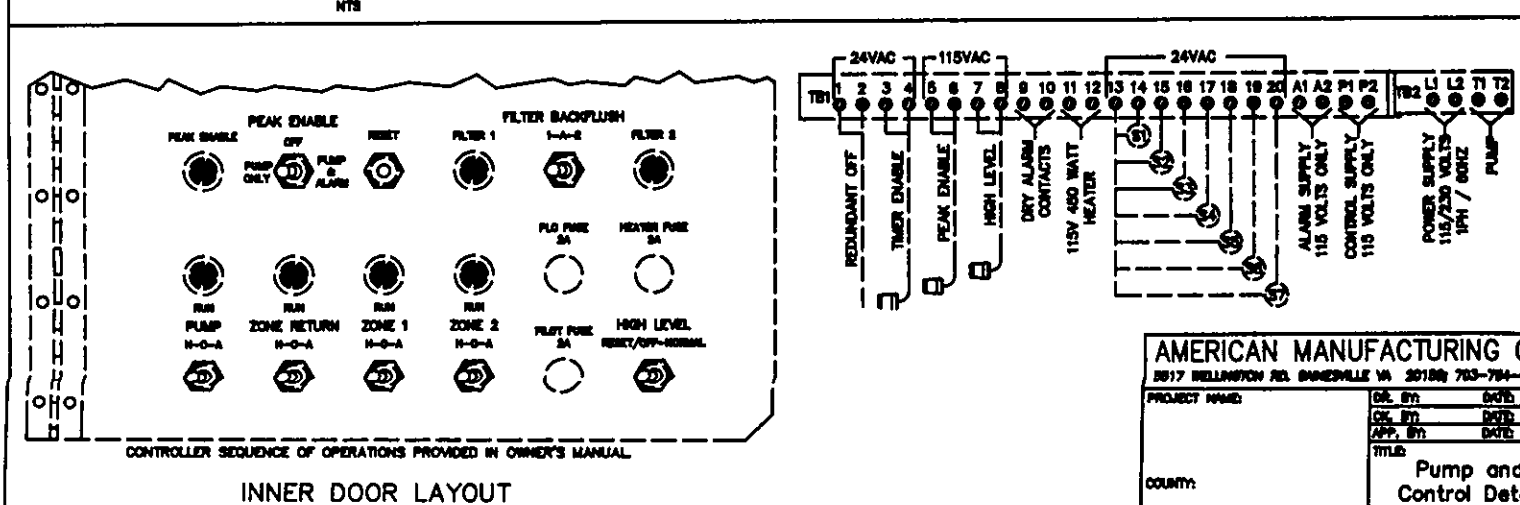 NTS
PEAK ENABLE
PEAK ENABLE
OFF
PUMP ONLY
PUMP & ALARM
RESET
FILTER BACKFLUSH
FILTER 1
1-A-2
FILTER 2
PLC FUSE
2A
HEATER FUSE
5A
RUN
PUMP
H-O-A
RUN
ZONE RETURN
H-O-A
RUN
ZONE 1
H-O-A
RUN
ZONE 2
H-O-A
PILOT FUSE
2A
HIGH LEVEL
RESET/OFF-NORMAL
CONTROLLER SEQUENCE OF OPERATIONS PROVIDED IN OWNER'S MANUAL
INNER DOOR LAYOUT
24VAC
115VAC
24VAC
TB1
1 2 3 4 5 6 7 8 9 10 11 12 13 14 15 16 17 18 19 20 A1 A2 P1 P2
TB2
L1 L2 T1 T2
REDUNDANT OFF
TIMER ENABLE
PEAK ENABLE
HIGH LEVEL
DRY ALARM
CONTACTS
115V 480 WATT
HEATER
S1
S3
S4
S7
ALARM SUPPLY
115 VOLTS ONLY
CONTROL SUPPLY
115 VOLTS ONLY
POWER SUPPLY
115/230 VOLTS
1PH / 60HZ
PUMP
AMERICAN MANUFACTURING
PROJECT NAME:
DR. BY: DATE:
CK. BY: DATE:
APP. BY: DATE:
TITLE:
Pump and
Control
COUNTY: